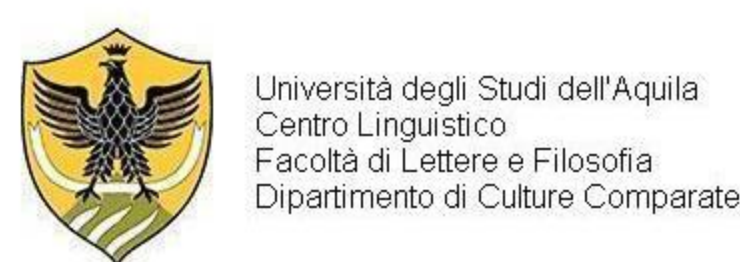 Università degli Studi dell'Aquila
Centro Linguistico
Facoltà di Lettere e Filosofia
Dipartimento di Culture Comparate